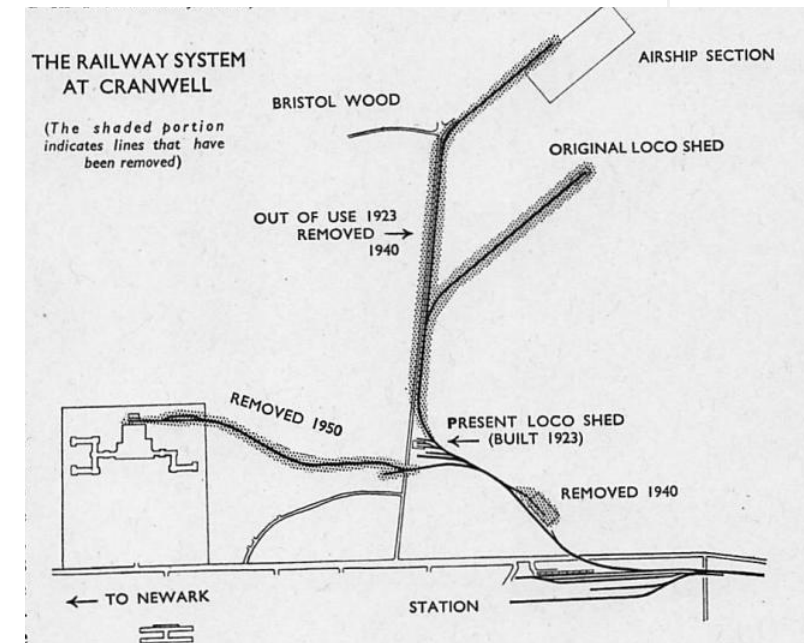 THE RAILWAY SYSTEM
AT CRANWELL
(The shaded portion
indicates lines that have
been removed)
AIRSHIP SECTION
BRISTOL WOOD
ORIGINAL LOCO SHED
OUT OF USE 1923
REMOVED →
1940
REMOVED 1950
PRESENT LOCO SHED
← (BUILT 1923)
REMOVED 1940
← TO NEWARK
STATION